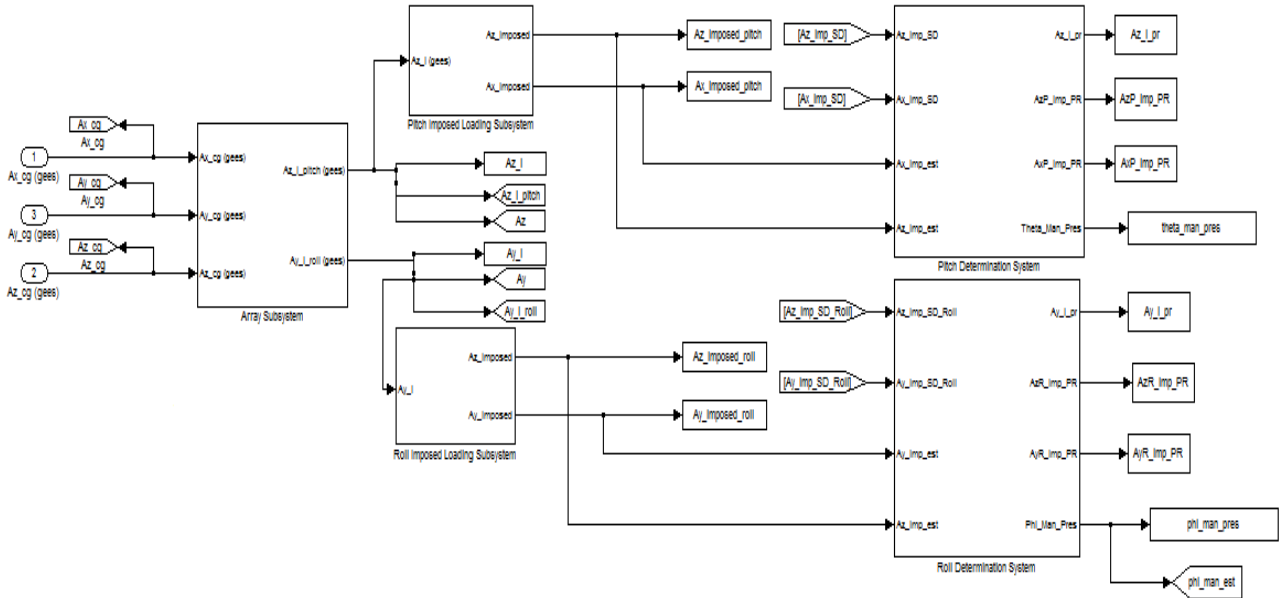 Ax_cg
Ax_cg
1
Ax_cg (gees)
Ay_cg
Ay_cg
3
Ay_cg (gees)
Az_cg
Az_cg
2
Az_cg (gees)
Ax_cg (gees)
Ay_cg (gees)
Az_cg (gees)
Az_I_pitch (gees)
Ay_I_roll (gees)
Array Subsystem
Az_I (gees)
Az_Imposed
Ax_Imposed
Pitch Imposed Loading Subsystem
Az_Imposed_pitch
Ax_Imposed_pitch
Az_I
Az_I_pitch
Az
Ay_I
Ay
Ay_I_roll
Ay_I
Az_Imposed
Ay_Imposed
Roll Imposed Loading Subsystem
Az_Imposed_roll
Ay_Imposed_roll
[Az_Imp_SD]
[Ax_Imp_SD]
Az_Imp_SD
Ax_Imp_SD
Ax_Imp_est
Az_Imp_est
Az_I_pr
AzP_Imp_PR
AxP_Imp_PR
Theta_Man_Pres
Pitch Determination System
Az_I_pr
AzP_Imp_PR
AxP_Imp_PR
theta_man_pres
[Az_Imp_SD_Roll]
[Ay_Imp_SD_Roll]
Az_Imp_SD_Roll
Ay_Imp_SD_Roll
Ay_Imp_est
Az_Imp_est
Ay_I_pr
AzR_Imp_PR
AyR_Imp_PR
Phi_Man_Pres
Roll Determination System
Ay_I_pr
AzR_Imp_PR
AyR_Imp_PR
phi_man_pres
phi_man_est